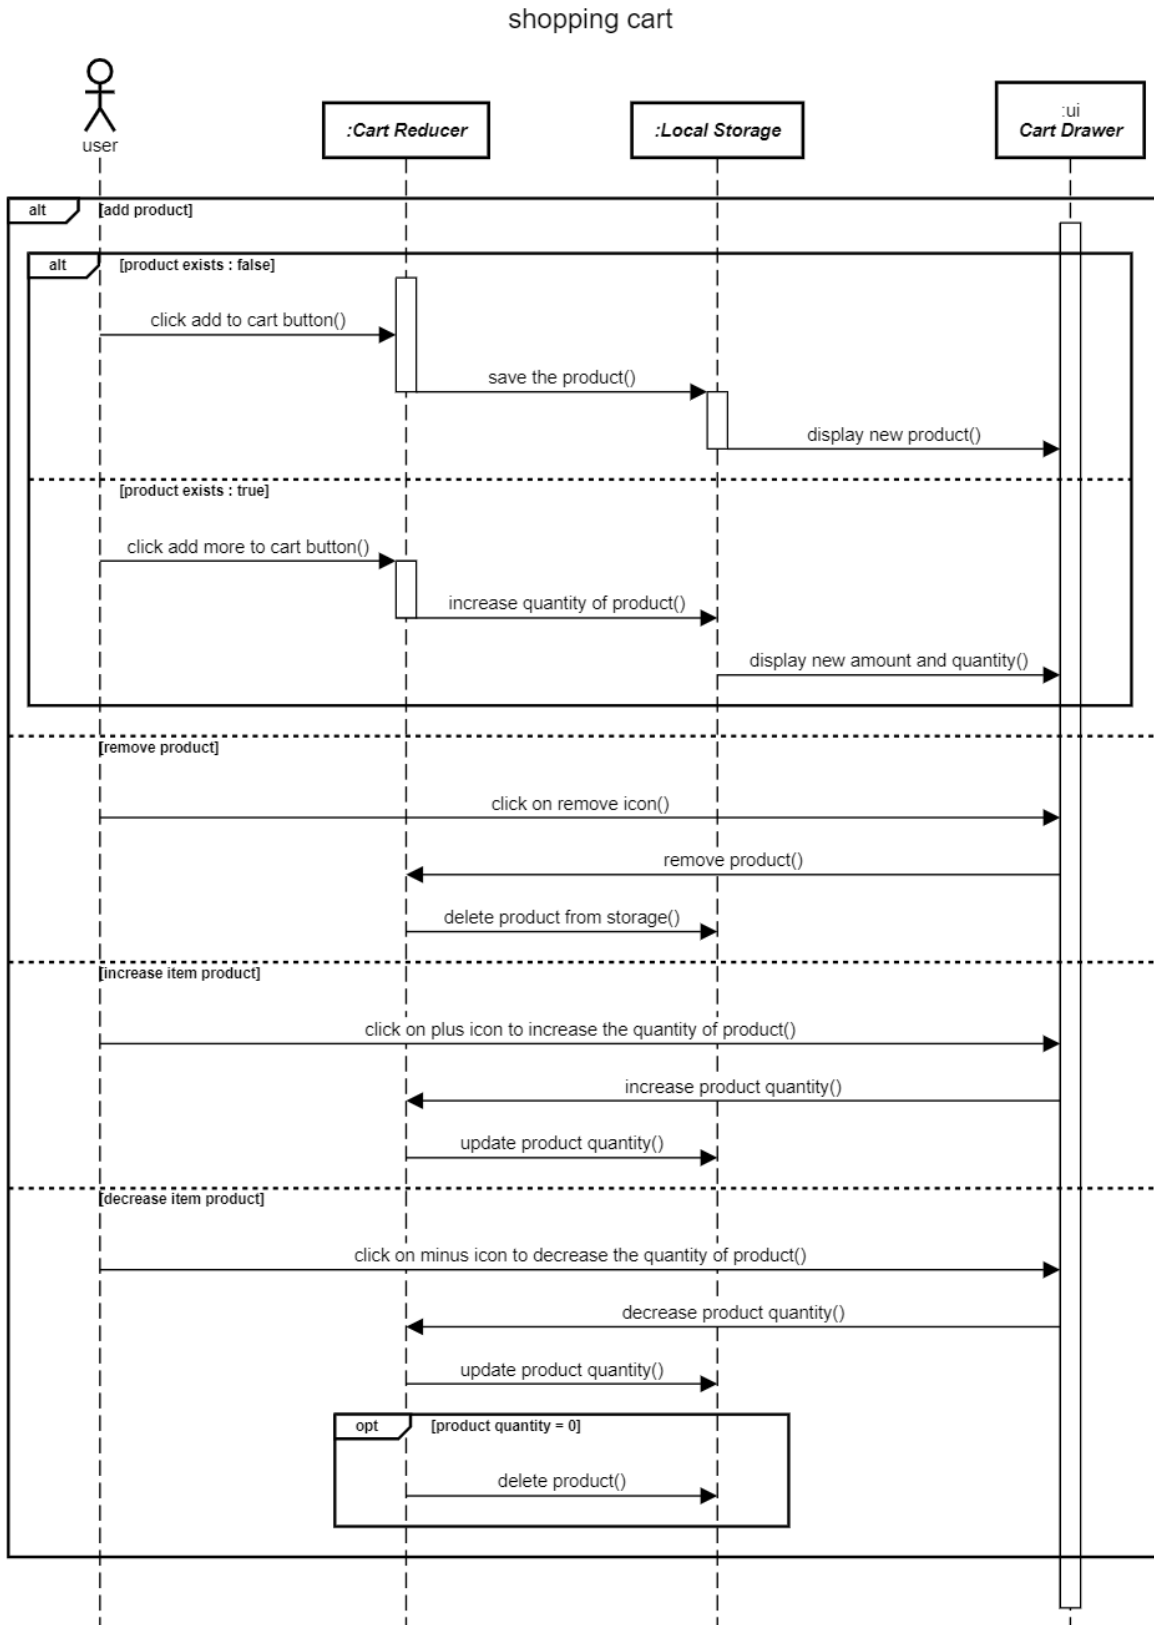 shopping cart
user
:Cart Reducer
:Local Storage
:ui
Cart Drawer
alt
[add product]
alt
[product exists : false]
click add to cart button()
save the product()
display new product()
[product exists : true]
click add more to cart button()
increase quantity of product()
display new amount and quantity()
[remove product]
click on remove icon()
remove product()
delete product from storage()
[increase item product]
click on plus icon to increase the quantity of product()
increase product quantity()
update product quantity()
[decrease item product]
click on minus icon to decrease the quantity of product()
decrease product quantity()
update product quantity()
opt
[product quantity = 0]
delete product()